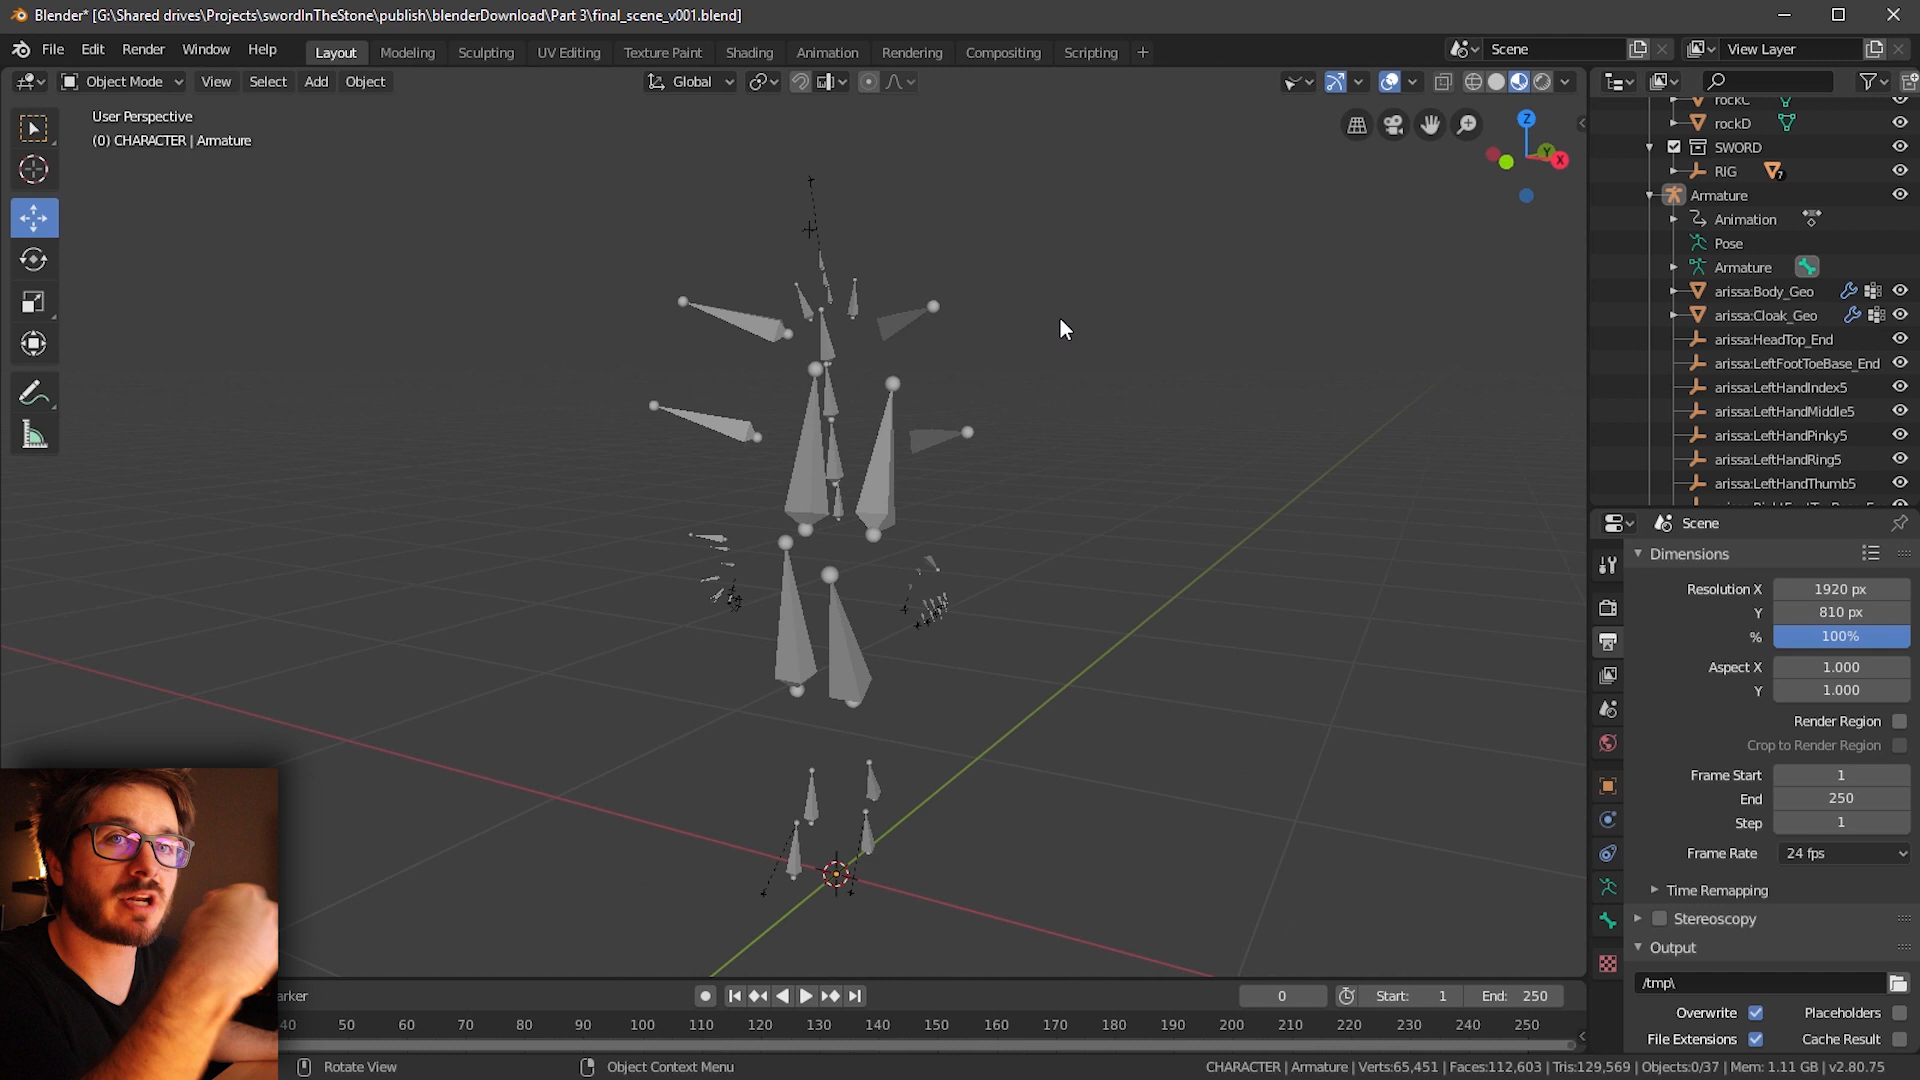 Blender* [G:\Shared drives\Projects\swordInTheStone\publish\blenderDownload\Part 3\final_scene_v001.blend]
File Edit Render Window Help
Layout Modeling Sculpting UV Editing Texture Paint Shading Animation Rendering Compositing Scripting +
Scene
View Layer
Object Mode View Select Add Object
Global
User Perspective
(0) CHARACTER | Armature
Z
Y
X
rockC
rockD
SWORD
RIG 7
Armature
Animation
Pose
Armature
arissa:Body_Geo
arissa:Cloak_Geo
arissa:HeadTop_End
arissa:LeftFootToeBase_End
arissa:LeftHandIndex5
arissa:LeftHandMiddle5
arissa:LeftHandPinky5
arissa:LeftHandRing5
arissa:LeftHandThumb5
Scene
Dimensions
Resolution X 1920 px
Y 810 px
% 100%
Aspect X 1.000
Y 1.000
Render Region
Crop to Render Region
Frame Start 1
End 250
Step 1
Frame Rate 24 fps
Time Remapping
Stereoscopy
Output
/tmp\
Overwrite Placeholders
File Extensions Cache Result
arker
0 Start: 1 End: 250
40 50 60 70 80 90 100 110 120 130 140 150 160 170 180 190 200 210 220 230 240 250
Rotate View
Object Context Menu
CHARACTER | Armature | Verts:65,451 | Faces:112,603 | Tris:129,569 | Objects:0/37 | Mem: 1.11 GB | v2.80.75